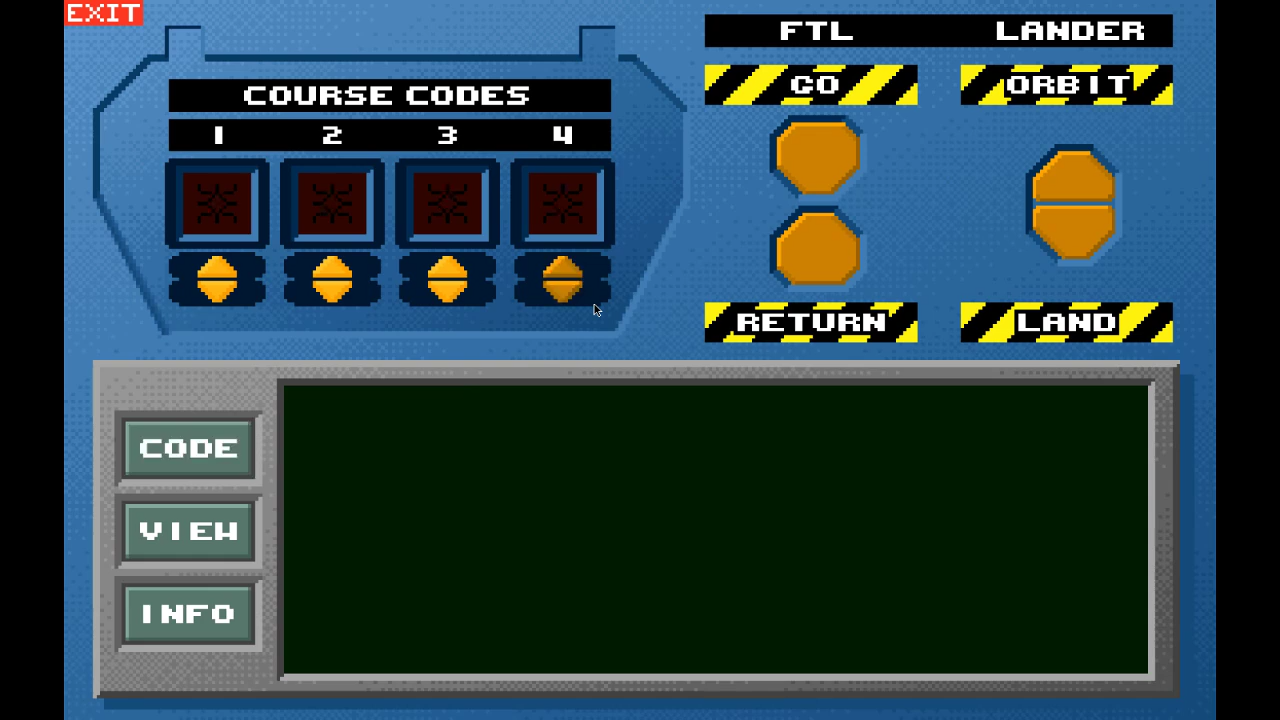 EXIT
FTL LANDER
GO ORBIT
COURSE CODES
1 2 3 4
RETURN LAND
CODE
VIEW
INFO